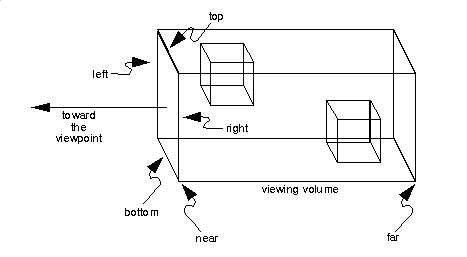 top
left
toward
the
viewpoint
right
viewing volume
bottom
near
far